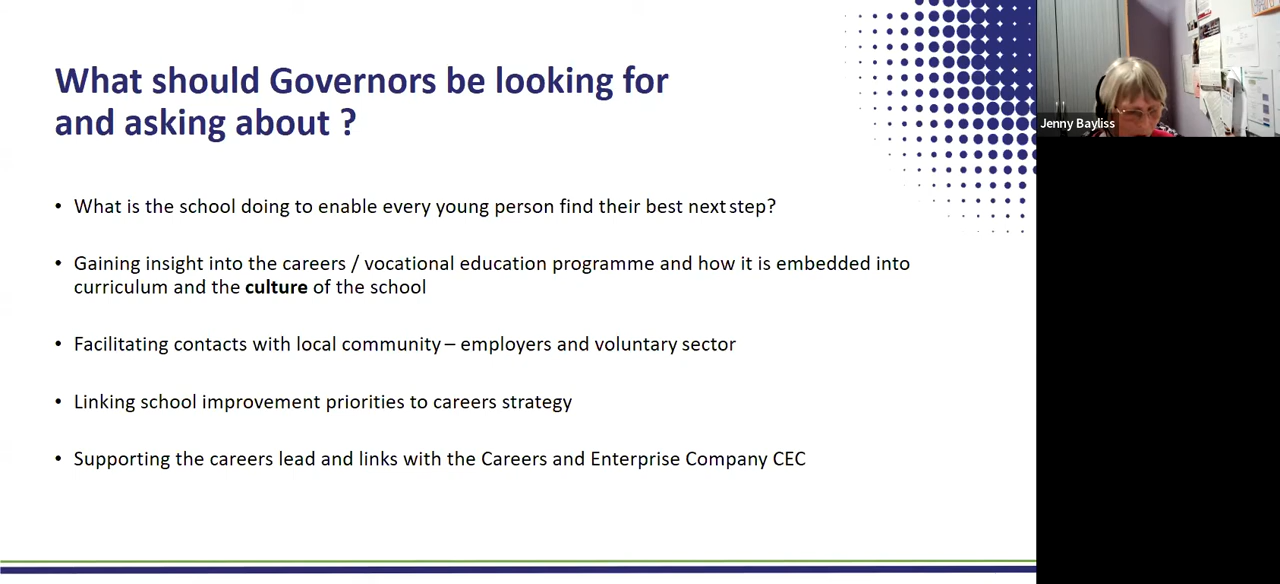 What should Governors be looking for
and asking about ?
• What is the school doing to enable every young person find their best next step?
• Gaining insight into the careers / vocational education programme and how it is embedded into
curriculum and the culture of the school
• Facilitating contacts with local community – employers and voluntary sector
• Linking school improvement priorities to careers strategy
• Supporting the careers lead and links with the Careers and Enterprise Company CEC
Jenny Bayliss